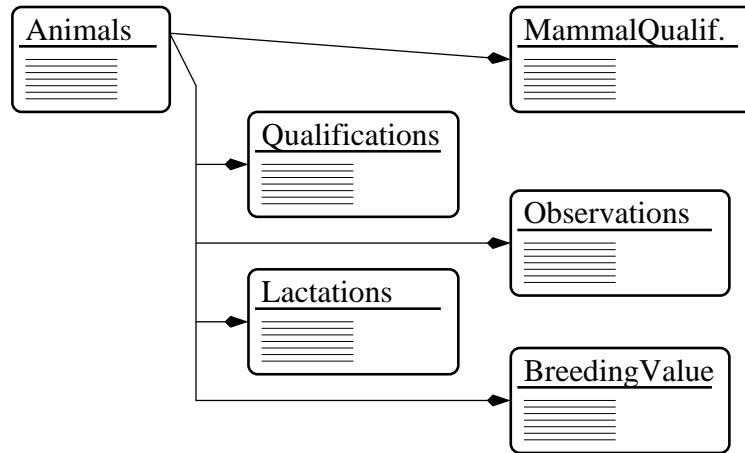 Animals
MammalQualif.
Qualifications
Observations
Lactations
BreedingValue